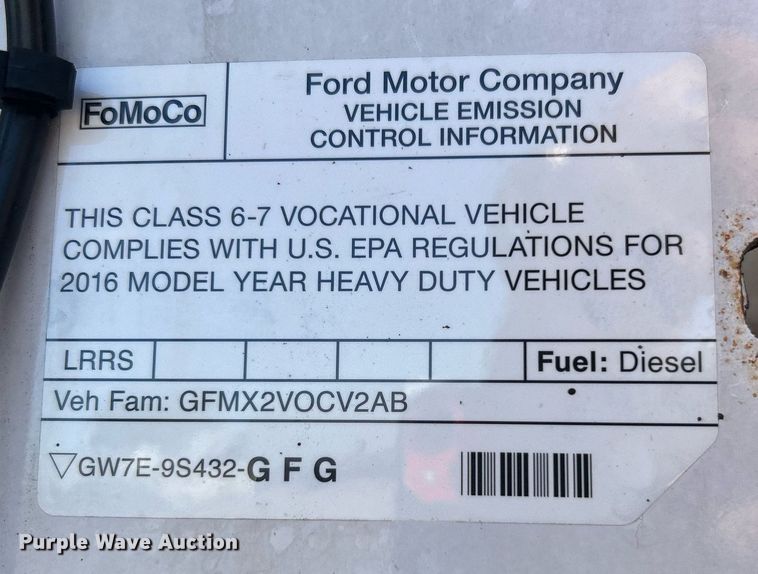 FoMoCo
Ford Motor Company
VEHICLE EMISSION
CONTROL INFORMATION
THIS CLASS 6-7 VOCATIONAL VEHICLE
COMPLIES WITH U.S. EPA REGULATIONS FOR
2016 MODEL YEAR HEAVY DUTY VEHICLES
LRRS
Fuel: Diesel
Veh Fam: GFMX2VOCV2AB
▽GW7E-9S432-G F G
Purple Wave Auction